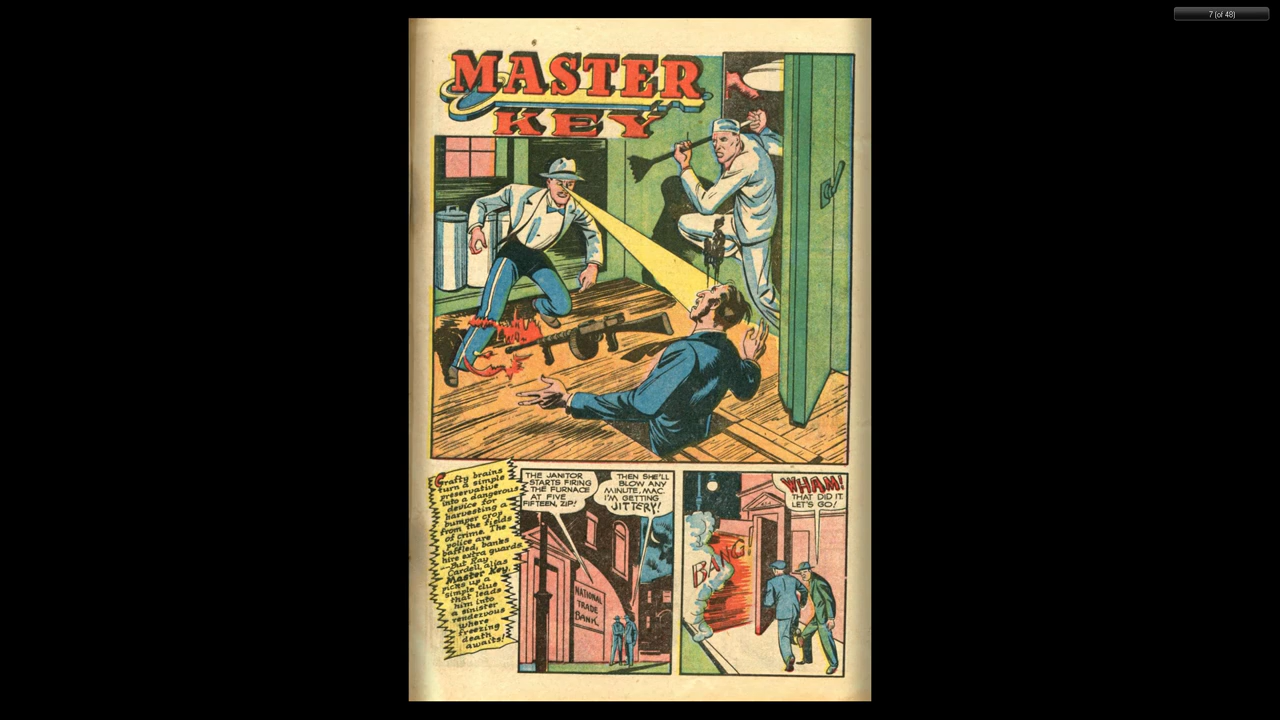 7 (of 48)
MASTER
KEY
Crafty brains
turn a simple
preservative
into a dangerous
device for
harvesting a
bumper crop
from the fields
of crime. The
police are
baffled, banks
hire extra guards
—But Ray
Cardell, alias
Master Key,
picks up a
simple clue
that leads
him into
a sinister
rendezvous
where
freezing
death
awaits!
THE JANITOR
STARTS FIRING
THE FURNACE
AT FIVE
FIFTEEN, ZIP!
THEN SHE'LL
BLOW ANY
MINUTE, MAC.
I'M GETTING
JITTERY!
NATIONAL
TRADE
BANK.
WHAM!
THAT DID IT.
LET'S GO!
BANG